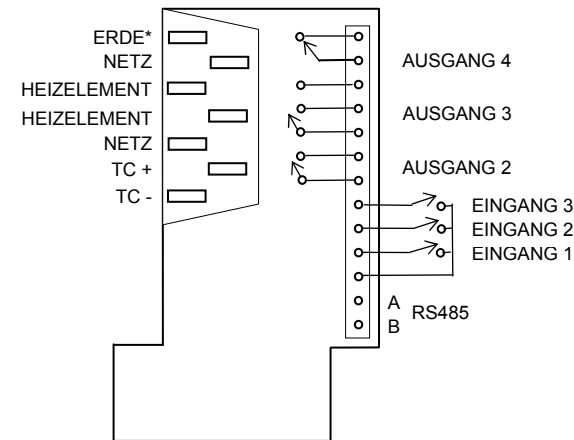 ERDE*
NETZ
HEIZELEMENT
HEIZELEMENT
NETZ
TC +
TC -
AUSGANG 4
AUSGANG 3
AUSGANG 2
EINGANG 3
EINGANG 2
EINGANG 1
A
B
RS485